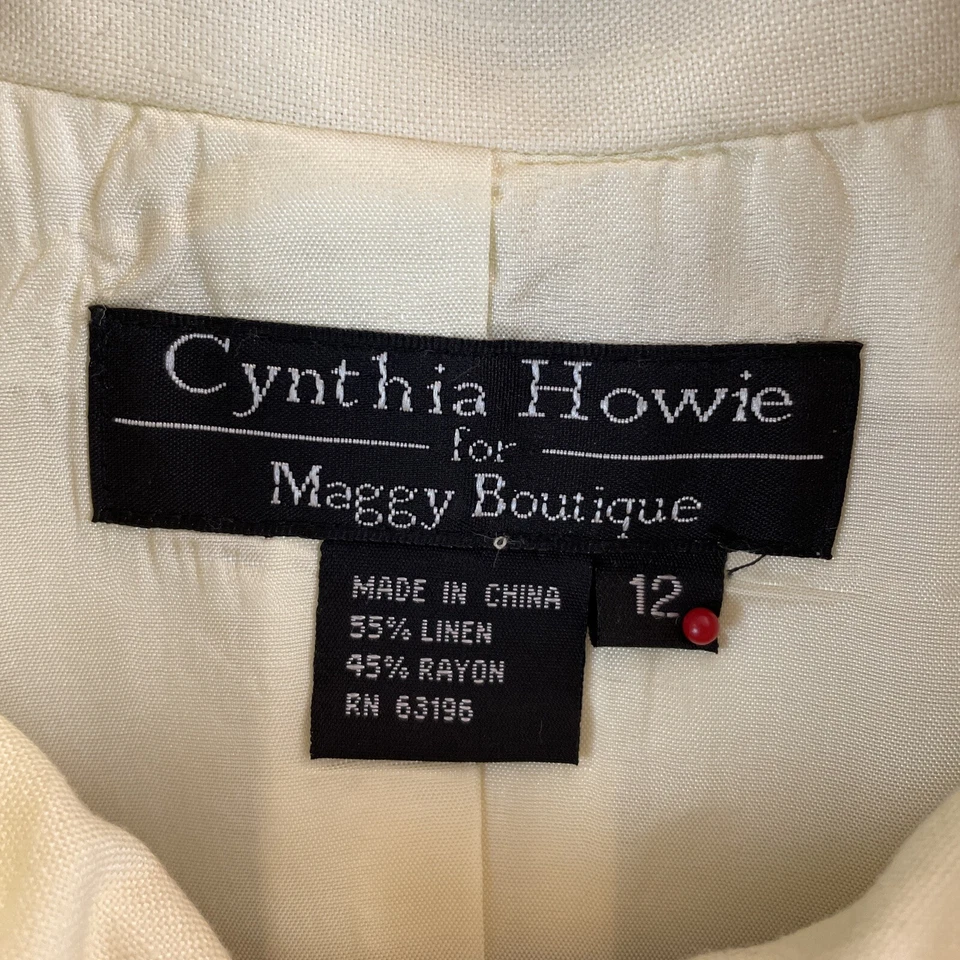 Cynthia Howie
for
Maggy Boutique
MADE IN CHINA
55% LINEN
45% RAYON
RN 63196
12